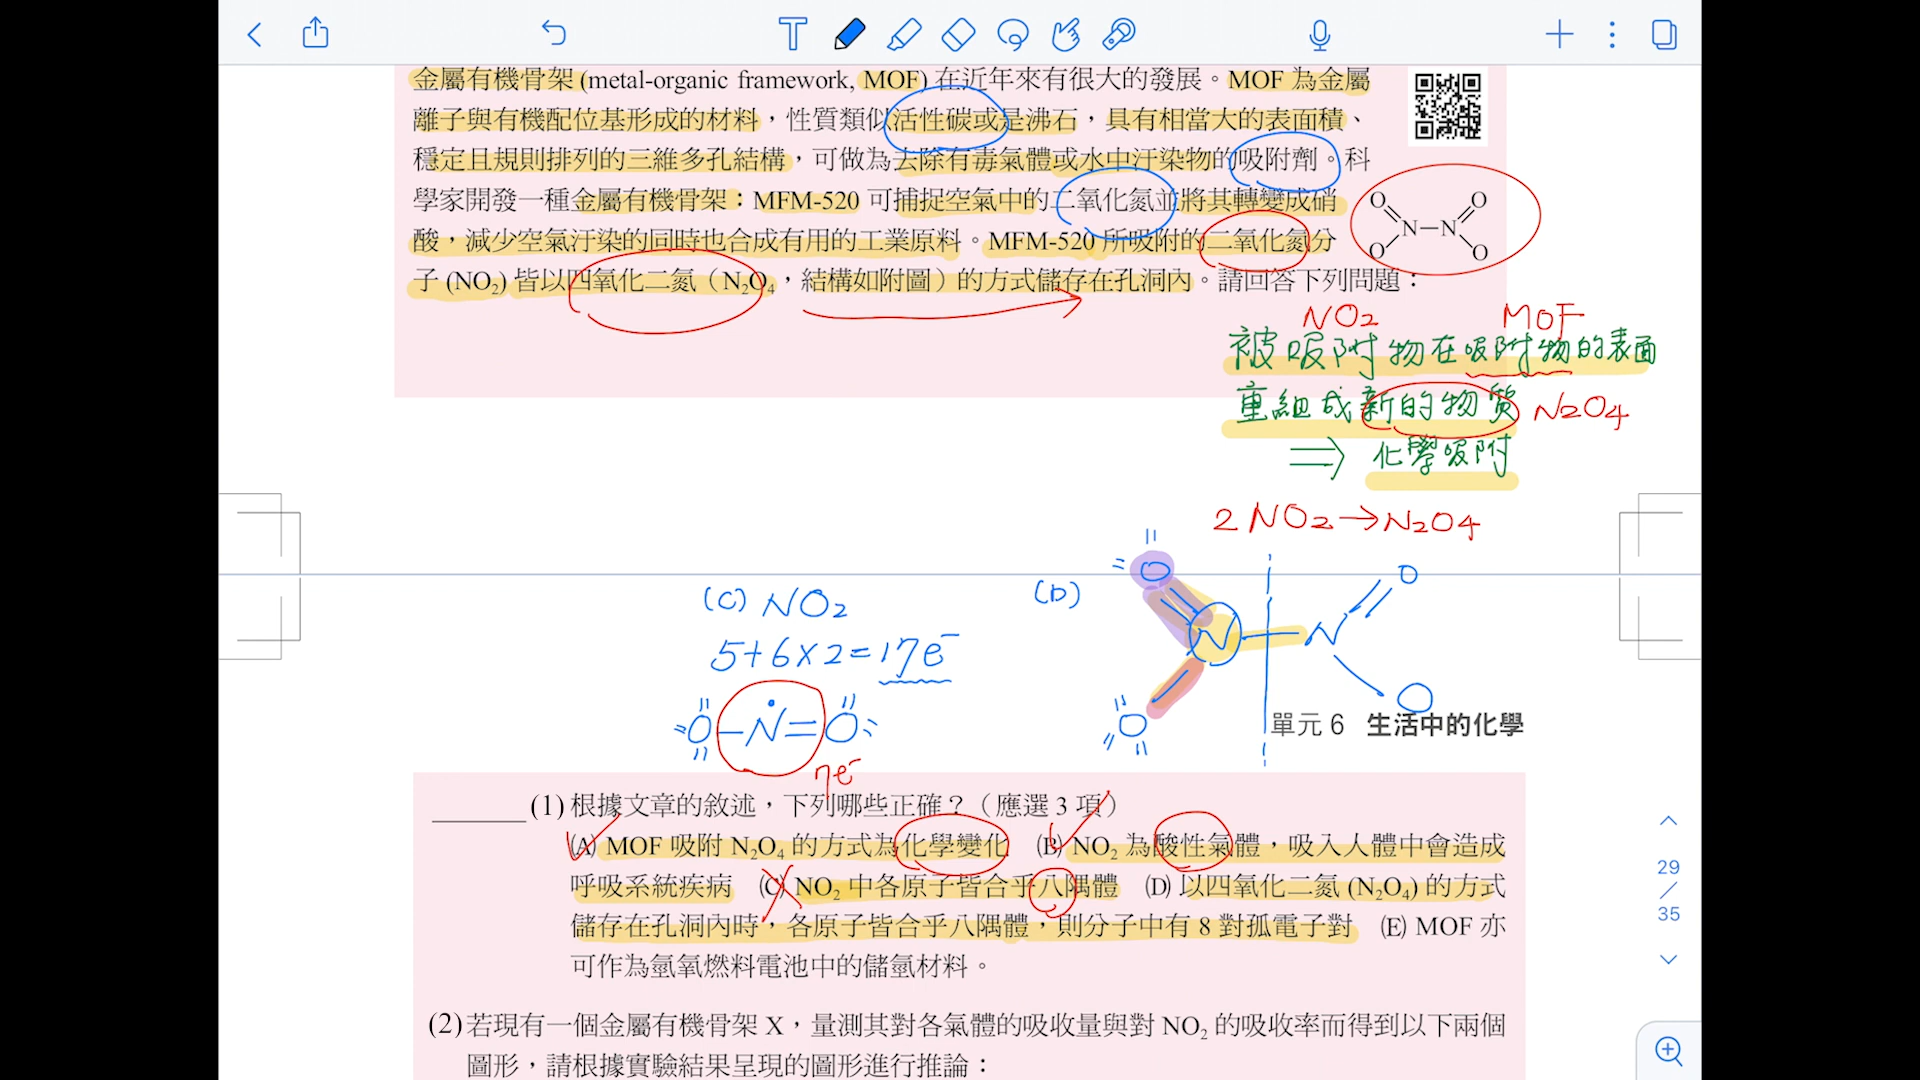 金屬有機骨架 (metal-organic framework, MOF) 在近年來有很大的發展。MOF 為金屬
離子與有機配位基形成的材料，性質類似活性碳或是沸石，具有相當大的表面積、
穩定且規則排列的三維多孔結構，可做為去除有毒氣體或水中汙染物的吸附劑。科
學家開發一種金屬有機骨架：MFM-520 可捕捉空氣中的二氧化氮並將其轉變成硝
酸，減少空氣汙染的同時也合成有用的工業原料。MFM-520 所吸附的二氧化氮分
子 (NO₂) 皆以四氧化二氮（N₂O₄，結構如附圖）的方式儲存在孔洞內。請回答下列問題：
O O
N—N
O O
NO₂ MOF
被吸附物在吸附物的表面
重組成新的物質 N₂O₄
⇒ 化學吸附
2NO₂→N₂O₄
(C) NO₂
5+6×2=17e⁻
O—N=O
7e⁻
(D)
O O
N—N
O O
單元 6 生活中的化學
______ (1) 根據文章的敘述，下列哪些正確？（應選 3 項）
(A) MOF 吸附 N₂O₄ 的方式為化學變化 (B) NO₂ 為酸性氣體，吸入人體中會造成
呼吸系統疾病 (C) NO₂ 中各原子皆合乎八隅體 (D) 以四氧化二氮 (N₂O₄) 的方式
儲存在孔洞內時，各原子皆合乎八隅體，則分子中有 8 對孤電子對 (E) MOF 亦
可作為氫氧燃料電池中的儲氫材料。
(2) 若現有一個金屬有機骨架 X，量測其對各氣體的吸收量與對 NO₂ 的吸收率而得到以下兩個
圖形，請根據實驗結果呈現的圖形進行推論：
29
/
35